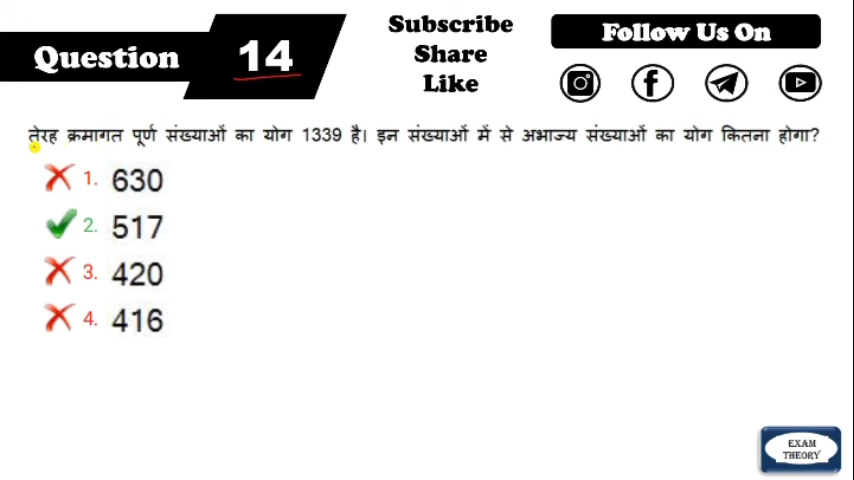 Question
14
Subscribe
Share
Like
Follow Us On
तेरह क्रमागत पूर्ण संख्याओं का योग 1339 है। इन संख्याओं में से अभाज्य संख्याओं का योग कितना होगा?
1. 630
2. 517
3. 420
4. 416
EXAM
THEORY